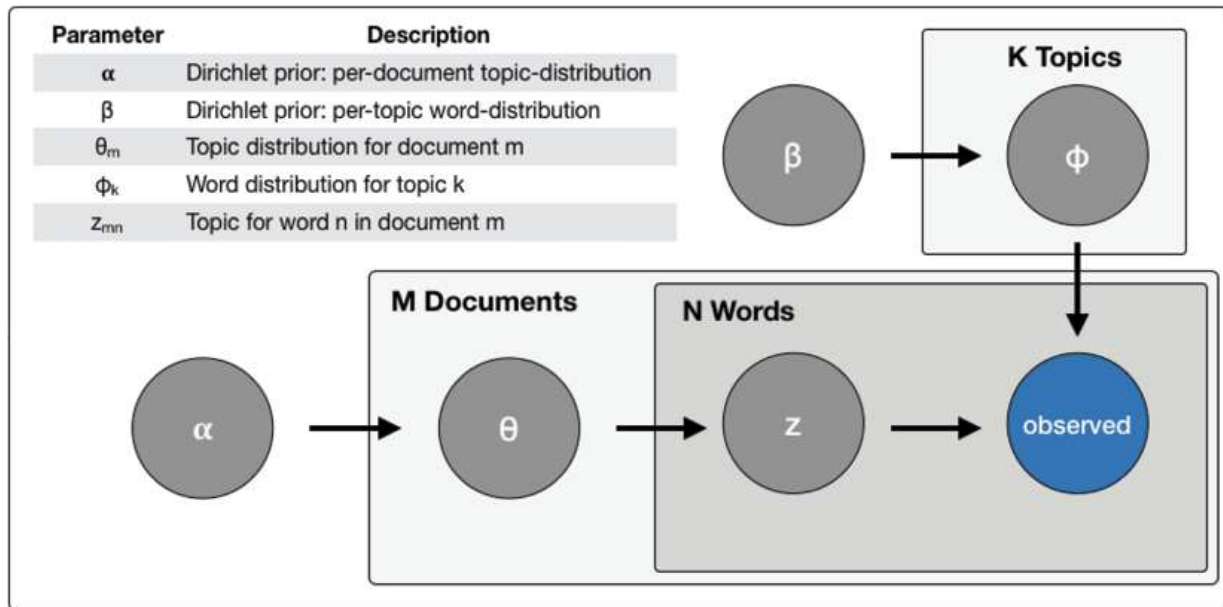 Parameter Description
α Dirichlet prior: per-document topic-distribution
β Dirichlet prior: per-topic word-distribution
θm Topic distribution for document m
ϕk Word distribution for topic k
zmn Topic for word n in document m
K Topics
β
ϕ
M Documents
N Words
α
θ
z
observed